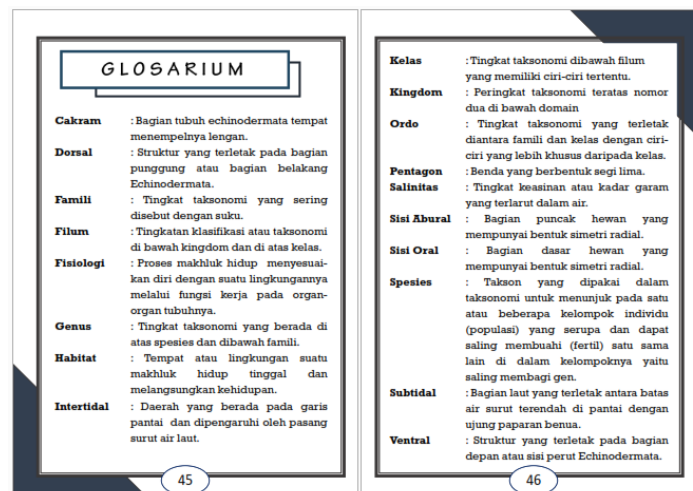 GLOSARIUM
Cakram : Bagian tubuh echinodermata tempat
menempelnya lengan.
Dorsal : Struktur yang terletak pada bagian
punggung atau bagian belakang
Echinodermata.
Famili : Tingkat taksonomi yang sering
disebut dengan suku.
Filum : Tingkatan klasifikasi atau taksonomi
di bawah kingdom dan di atas kelas.
Fisiologi : Proses makhluk hidup menyesuai-
kan diri dengan suatu lingkungannya
melalui fungsi kerja pada organ-
organ tubuhnya.
Genus : Tingkat taksonomi yang berada di
atas spesies dan dibawah famili.
Habitat : Tempat atau lingkungan suatu
makhluk hidup tinggal dan
melangsungkan kehidupan.
Intertidal : Daerah yang berada pada garis
pantai dan dipengaruhi oleh pasang
surut air laut.
45
Kelas : Tingkat taksonomi dibawah filum
yang memiliki ciri-ciri tertentu.
Kingdom : Peringkat taksonomi teratas nomor
dua di bawah domain
Ordo : Tingkat taksonomi yang terletak
diantara famili dan kelas dengan ciri-
ciri yang lebih khusus daripada kelas.
Pentagon : Benda yang berbentuk segi lima.
Salinitas : Tingkat keasinan atau kadar garam
yang terlarut dalam air.
Sisi Abural : Bagian puncak hewan yang
mempunyai bentuk simetri radial.
Sisi Oral : Bagian dasar hewan yang
mempunyai bentuk simetri radial.
Spesies : Takson yang dipakai dalam
taksonomi untuk menunjuk pada satu
atau beberapa kelompok individu
(populasi) yang serupa dan dapat
saling membuahi (fertil) satu sama
lain di dalam kelompoknya yaitu
saling membagi gen.
Subtidal : Bagian laut yang terletak antara batas
air surut terendah di pantai dengan
ujung paparan benua.
Ventral : Struktur yang terletak pada bagian
depan atau sisi perut Echinodermata.
46